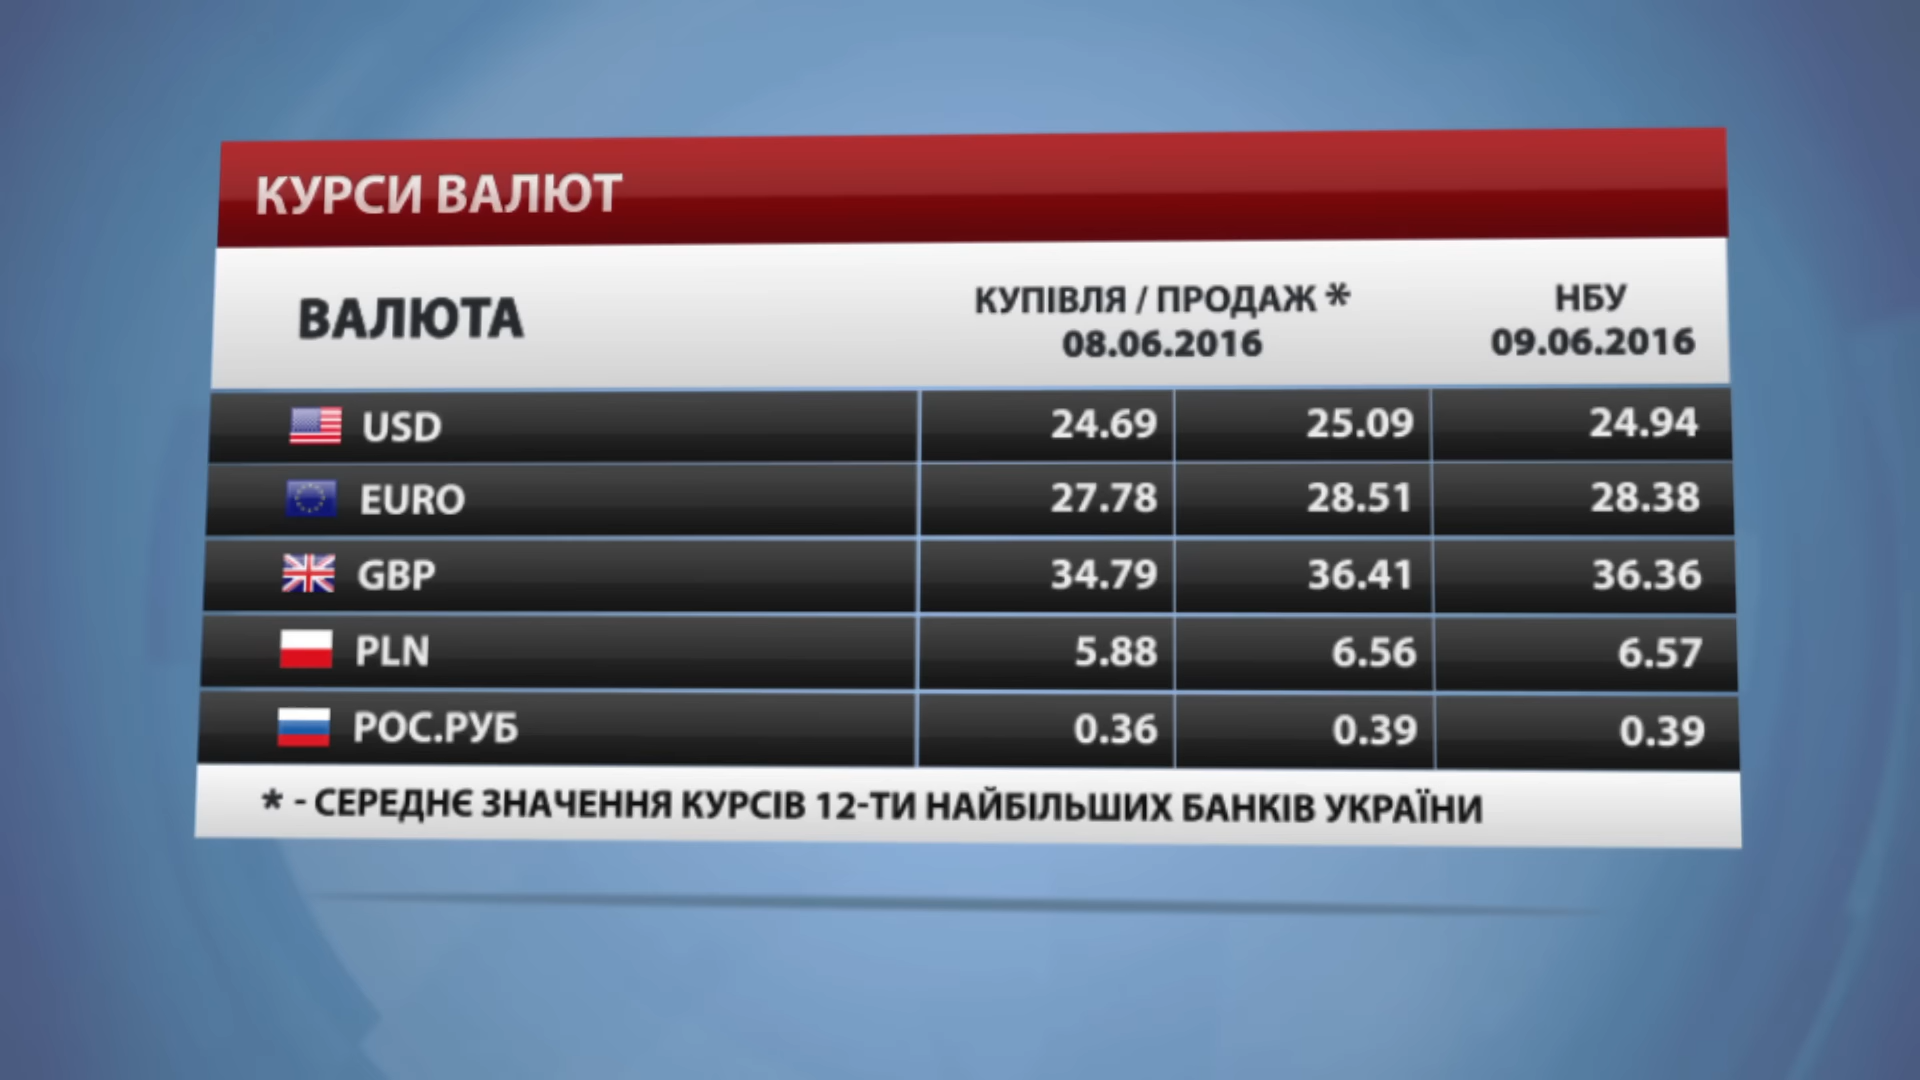 КУРСИ ВАЛЮТ
ВАЛЮТА
КУПІВЛЯ / ПРОДАЖ *
08.06.2016
НБУ
09.06.2016
USD 24.69 25.09 24.94
EURO 27.78 28.51 28.38
GBP 34.79 36.41 36.36
PLN 5.88 6.56 6.57
РОС.РУБ 0.36 0.39 0.39
* - СЕРЕДНЄ ЗНАЧЕННЯ КУРСІВ 12-ТИ НАЙБІЛЬШИХ БАНКІВ УКРАЇНИ